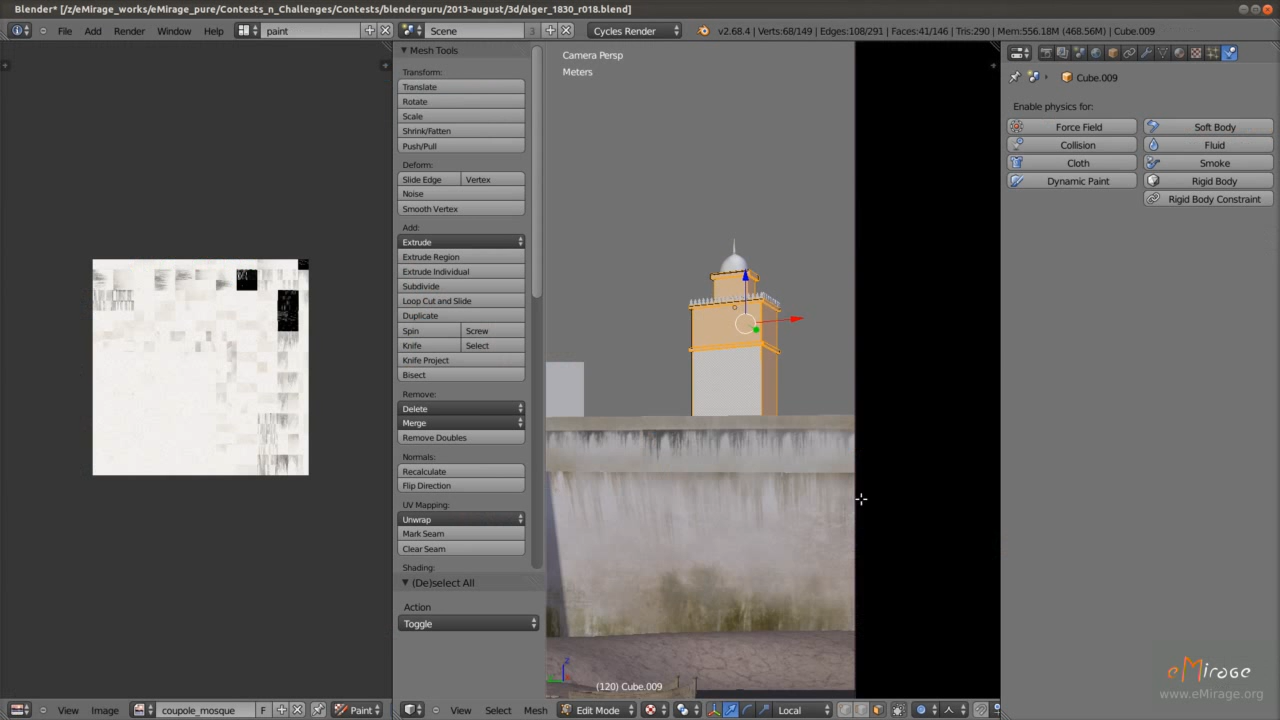 Blender* [/z/eMirage_works/eMirage_pure/Contests_n_Challenges/Contests/blenderguru/2013-august/3d/alger_1830_r018.blend]
File Add Render Window Help paint Scene 3 Cycles Render v2.68.4 | Verts:68/149 | Edges:108/291 | Faces:41/146 | Tris:290 | Mem:556.18M (468.56M) | Cube.009
Mesh Tools
Transform:
Translate
Rotate
Scale
Shrink/Fatten
Push/Pull
Deform:
Slide Edge Vertex
Noise
Smooth Vertex
Add:
Extrude
Extrude Region
Extrude Individual
Subdivide
Loop Cut and Slide
Duplicate
Spin Screw
Knife Select
Knife Project
Bisect
Remove:
Delete
Merge
Remove Doubles
Normals:
Recalculate
Flip Direction
UV Mapping:
Unwrap
Mark Seam
Clear Seam
Shading:
(De)select All
Action
Toggle
Camera Persp
Meters
(120) Cube.009
Cube.009
Enable physics for:
Force Field Soft Body
Collision Fluid
Cloth Smoke
Dynamic Paint Rigid Body
Rigid Body Constraint
eMirage
www.eMirage.org
View Image coupole_mosque F Paint
View Select Mesh Edit Mode Local